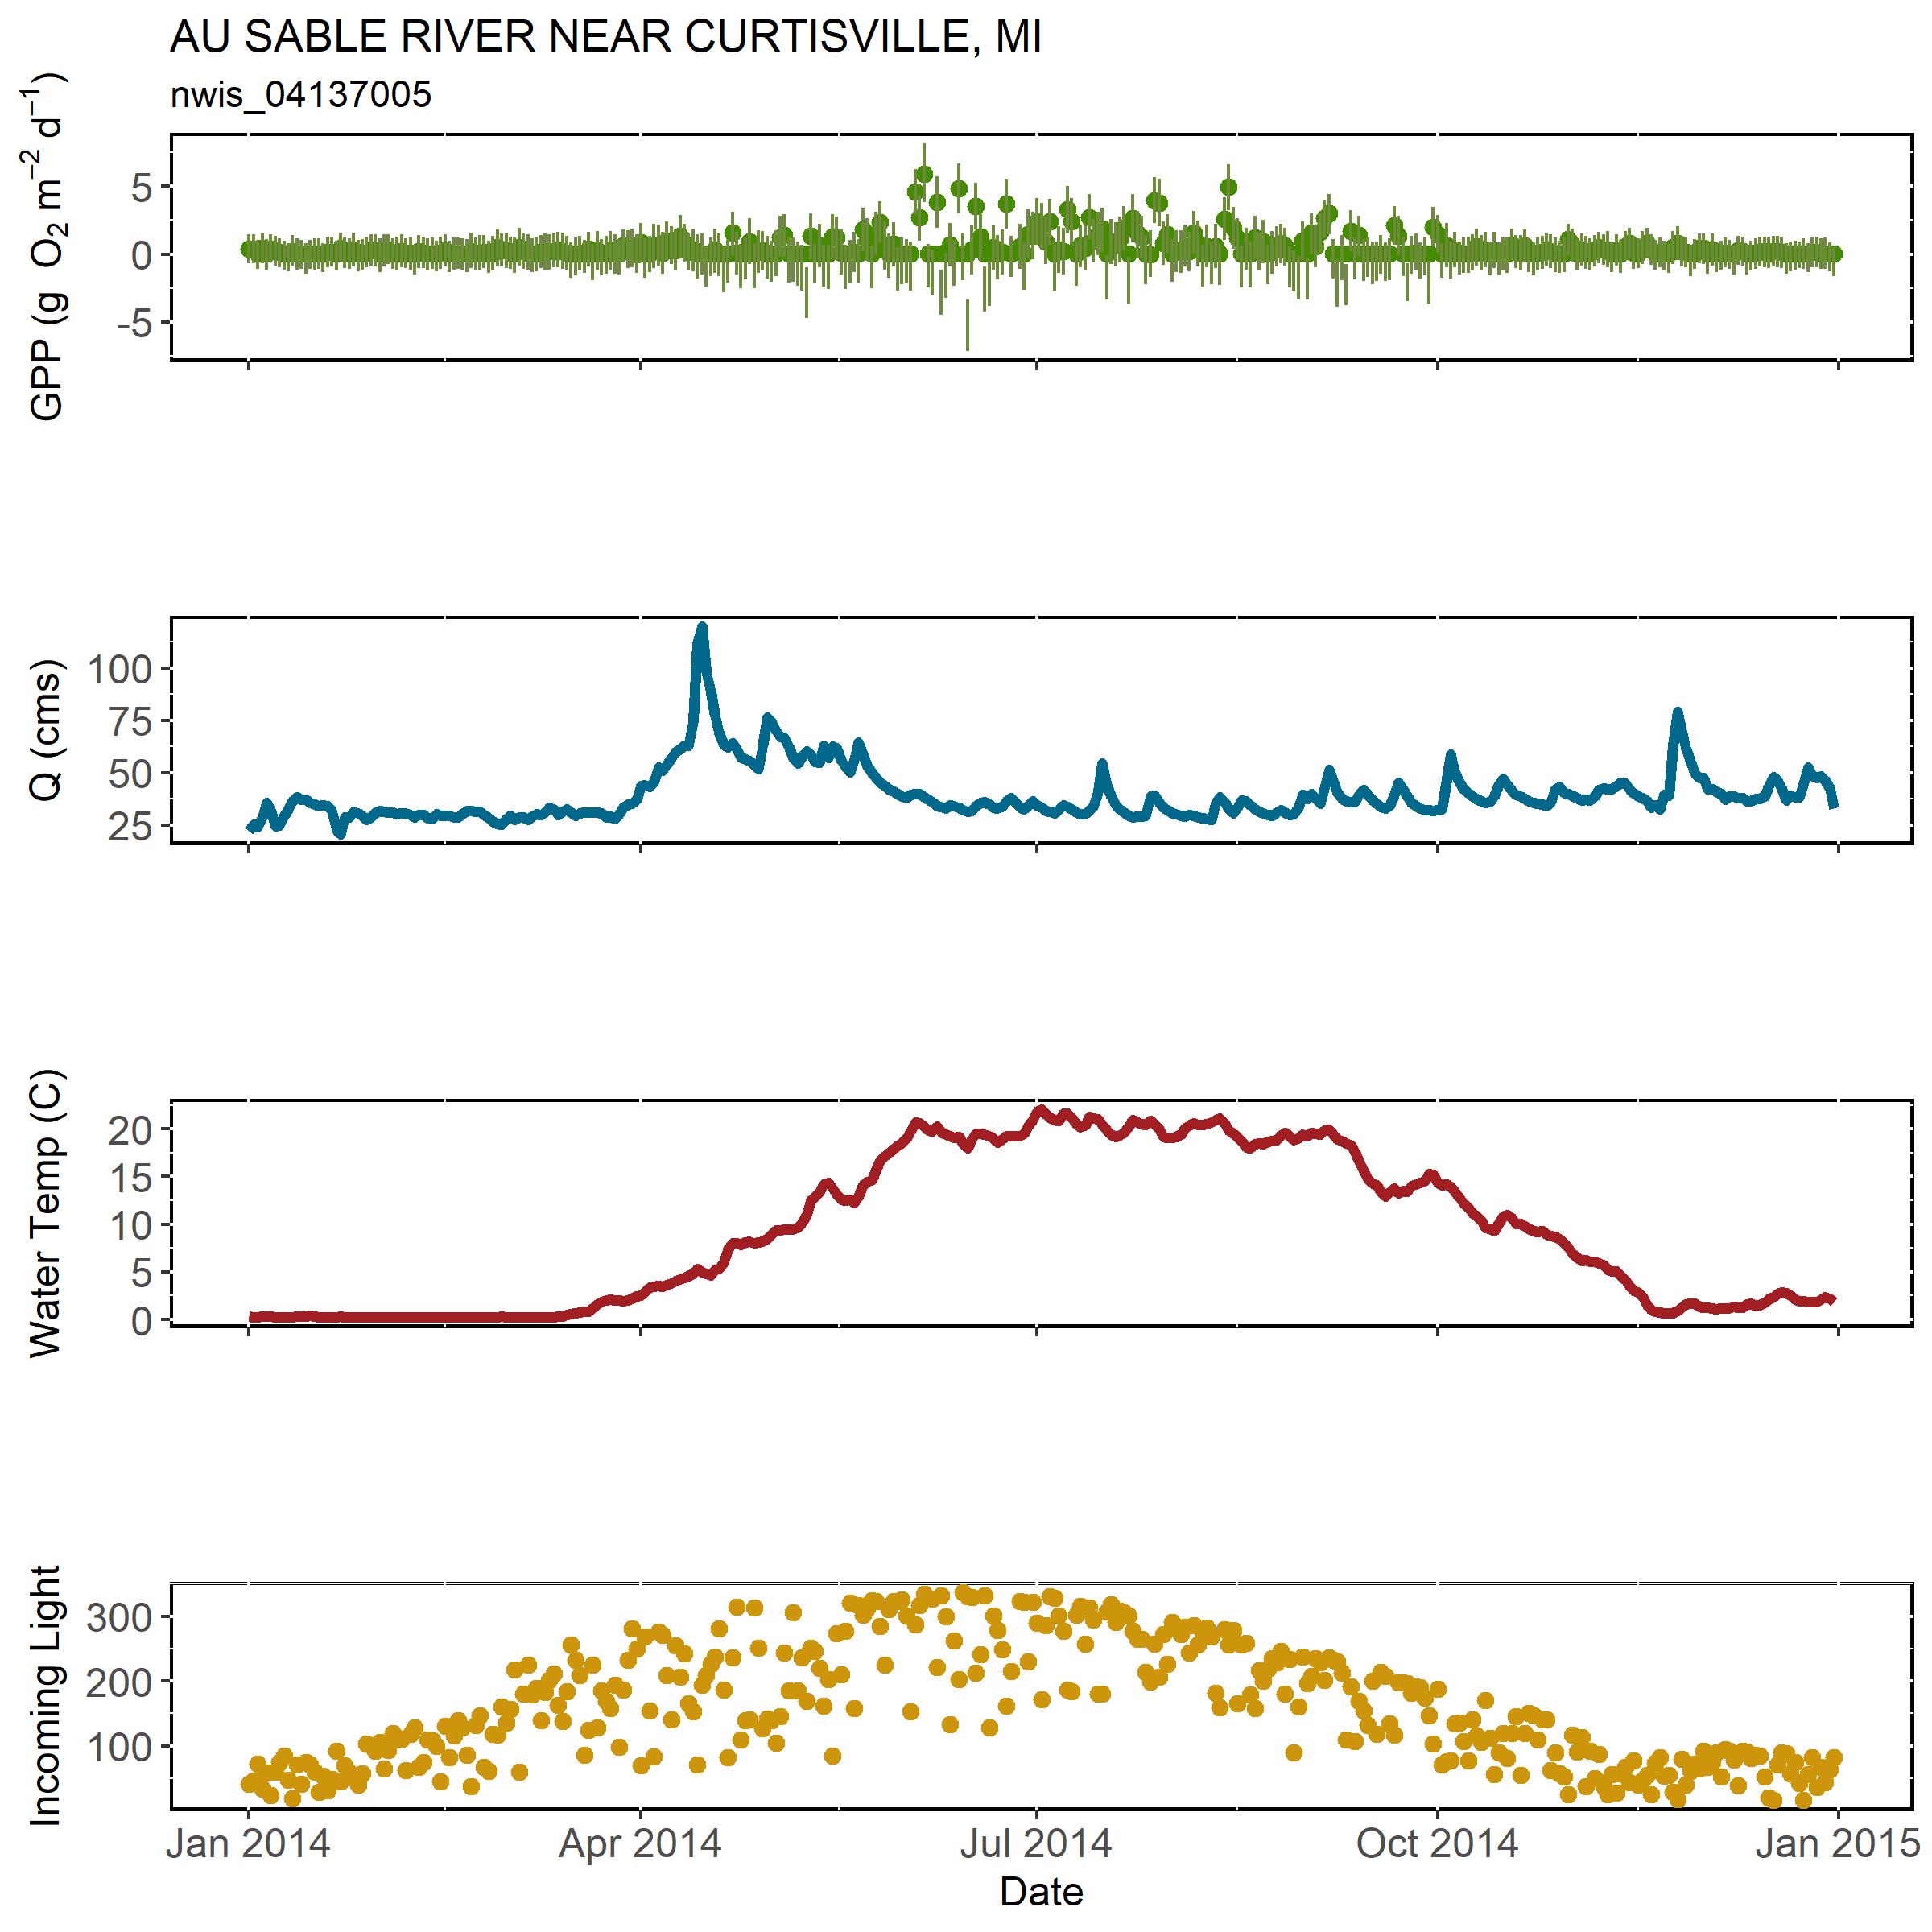 AU SABLE RIVER NEAR CURTISVILLE, MI
nwis_04137005
GPP (g O₂ m⁻² d⁻¹)
5
0
-5
Q (cms)
100
75
50
25
Water Temp (C)
20
15
10
5
0
Incoming Light
300
200
100
Jan 2014 Apr 2014 Jul 2014 Oct 2014 Jan 2015
Date